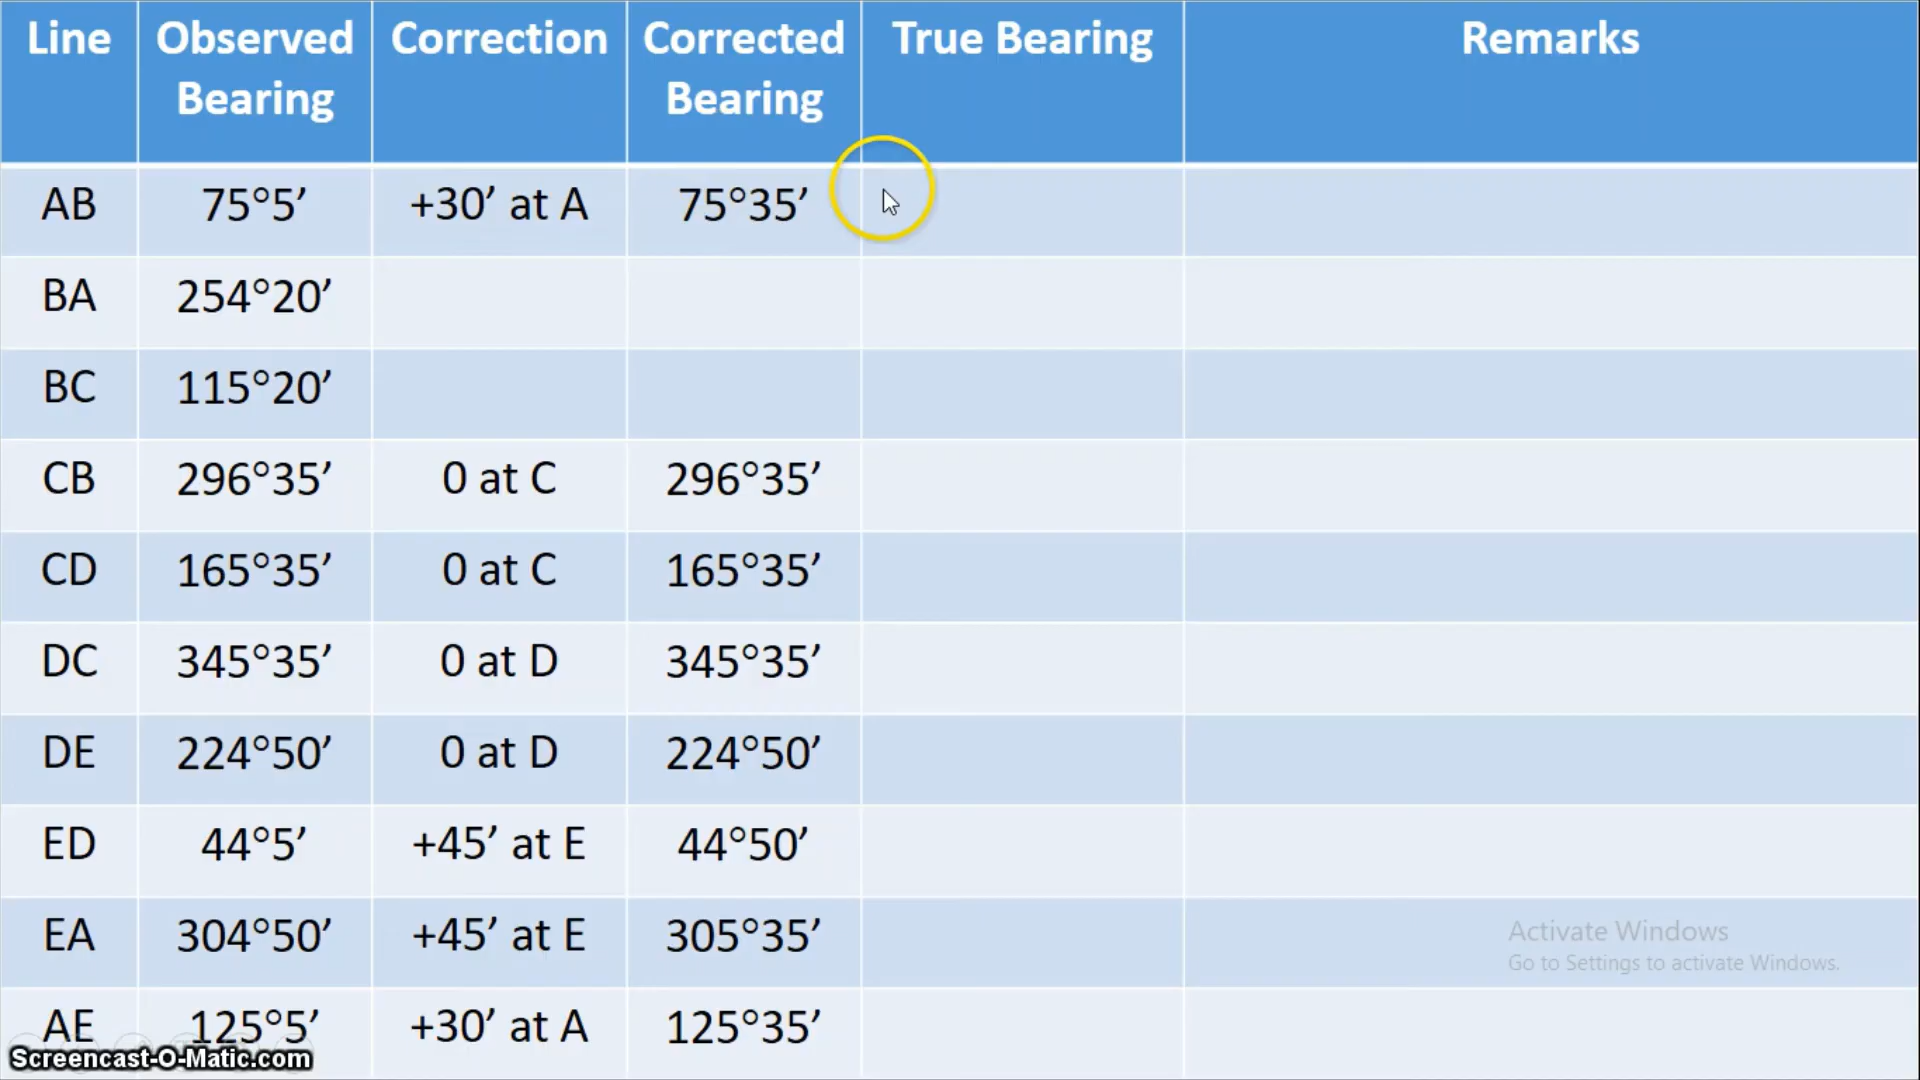 Line Observed Bearing Correction Corrected Bearing True Bearing Remarks
AB 75°5’ +30’ at A 75°35’
BA 254°20’
BC 115°20’
CB 296°35’ 0 at C 296°35’
CD 165°35’ 0 at C 165°35’
DC 345°35’ 0 at D 345°35’
DE 224°50’ 0 at D 224°50’
ED 44°5’ +45’ at E 44°50’
EA 304°50’ +45’ at E 305°35’
Activate Windows
Go to Settings to activate Windows.
AE 125°5’ +30’ at A 125°35’
Screencast-O-Matic.com